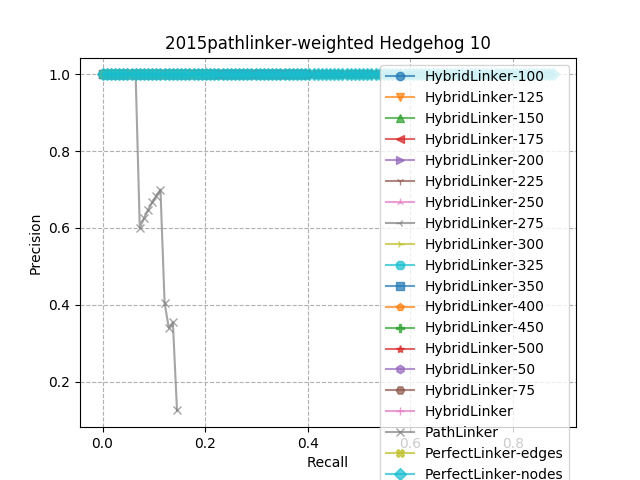 2015pathlinker-weighted Hedgehog 10
1.0
0.8
0.6
0.4
0.2
Precision
0.0
0.2
0.4
0.6
0.8
Recall
HybridLinker-100
HybridLinker-125
HybridLinker-150
HybridLinker-175
HybridLinker-200
HybridLinker-225
HybridLinker-250
HybridLinker-275
HybridLinker-300
HybridLinker-325
HybridLinker-350
HybridLinker-400
HybridLinker-450
HybridLinker-500
HybridLinker-50
HybridLinker-75
HybridLinker
PathLinker
PerfectLinker-edges
PerfectLinker-nodes